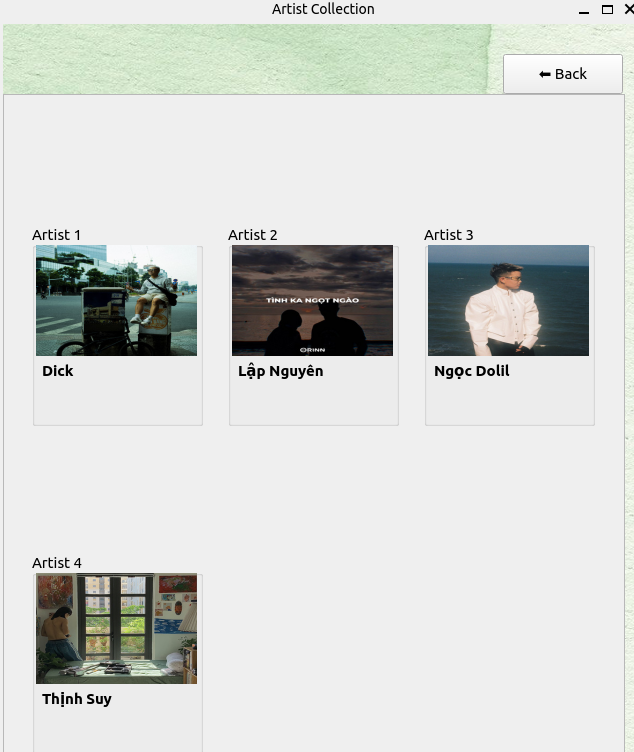 Artist Collection
⬅ Back
Artist 1
Artist 2
Artist 3
TÌNH KA NGỌT NGÀO
ORINN
Dick
Lập Nguyên
Ngọc Dolil
Artist 4
Thịnh Suy